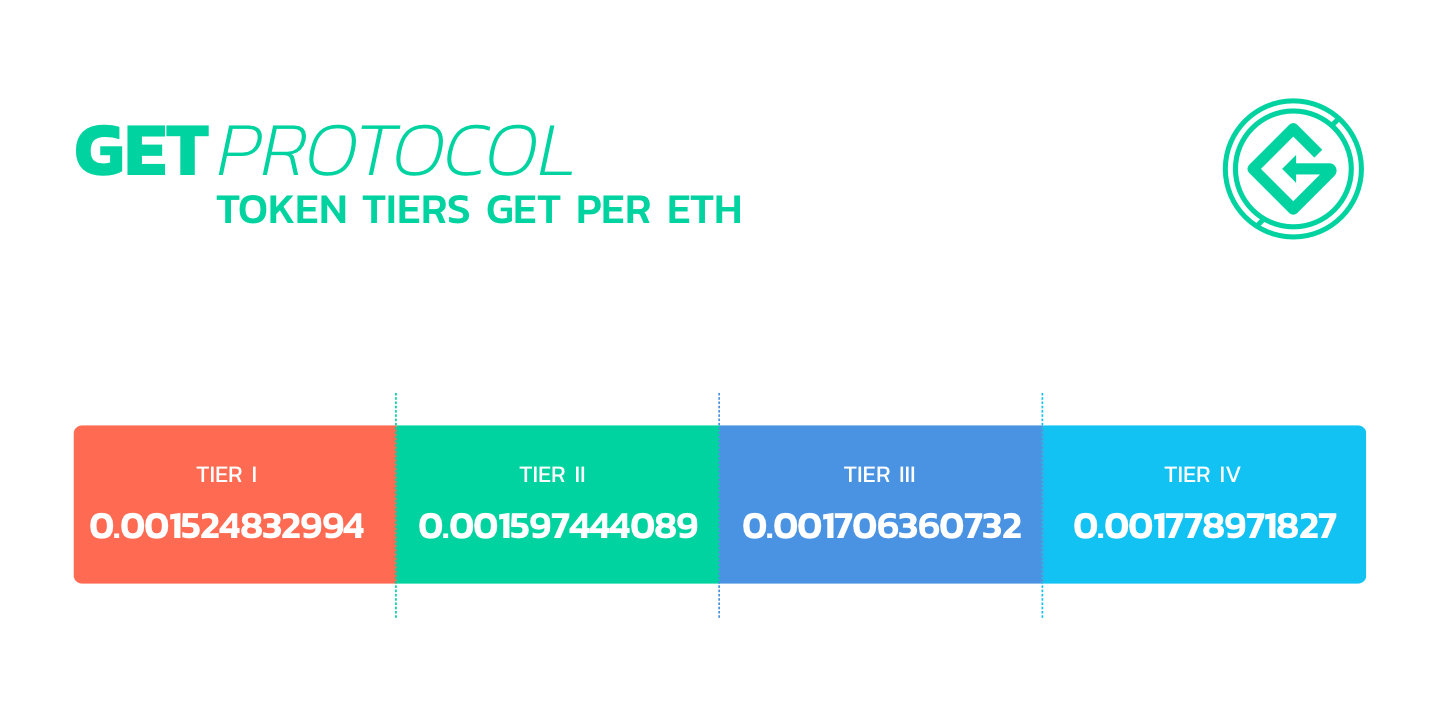 GET PROTOCOL
TOKEN TIERS GET PER ETH
TIER I
0.001524832994
TIER II
0.001597444089
TIER III
0.001706360732
TIER IV
0.001778971827